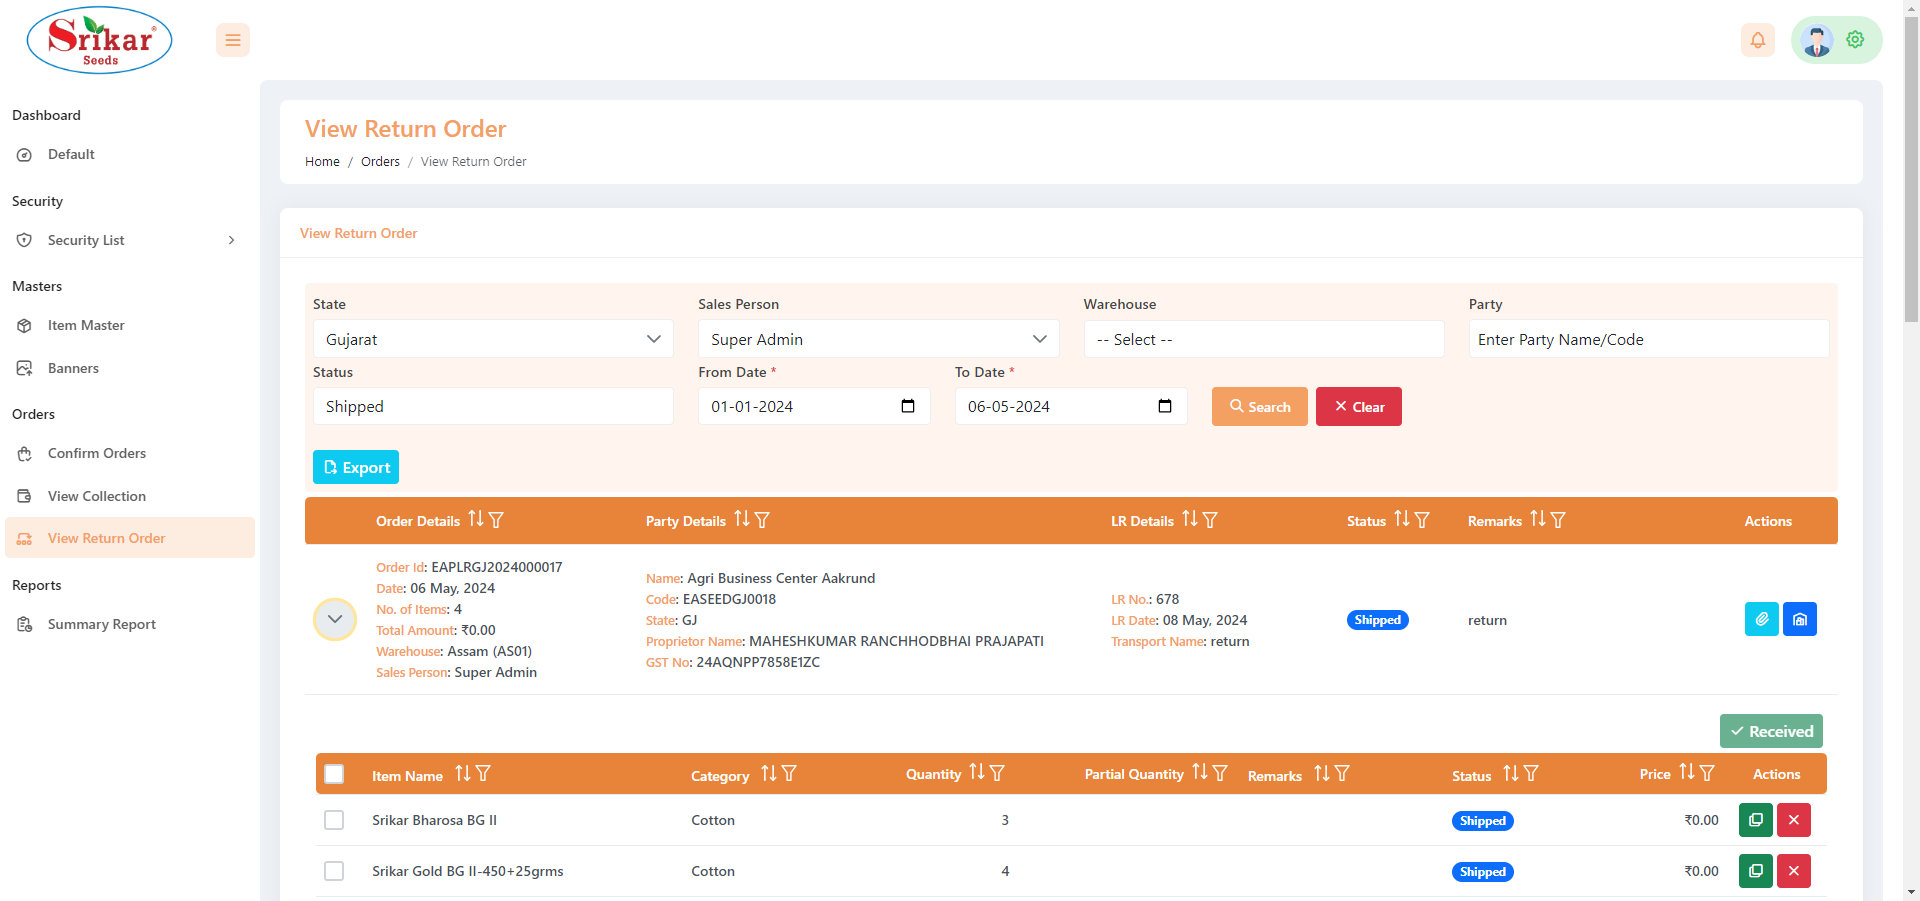 Srikar
Seeds
Dashboard
Default
Security
Security List
Masters
Item Master
Banners
Orders
Confirm Orders
View Collection
View Return Order
Reports
Summary Report
View Return Order
Home / Orders / View Return Order
View Return Order
State Sales Person Warehouse Party
Gujarat Super Admin -- Select -- Enter Party Name/Code
Status From Date * To Date *
Shipped 01-01-2024 06-05-2024 Search Clear
Export
Order Details Party Details LR Details Status Remarks Actions
Order Id: EAPLRGJ2024000017
Date: 06 May, 2024
No. of Items: 4
Total Amount: ₹0.00
Warehouse: Assam (AS01)
Sales Person: Super Admin
Name: Agri Business Center Aakrund
Code: EASEEDGJ0018
State: GJ
Proprietor Name: MAHESHKUMAR RANCHHODBHAI PRAJAPATI
GST No: 24AQNPP7858E1ZC
LR No.: 678
LR Date: 08 May, 2024
Transport Name: return
Shipped
return
Received
Item Name Category Quantity Partial Quantity Remarks Status Price Actions
Srikar Bharosa BG II Cotton 3 Shipped ₹0.00
Srikar Gold BG II-450+25grms Cotton 4 Shipped ₹0.00